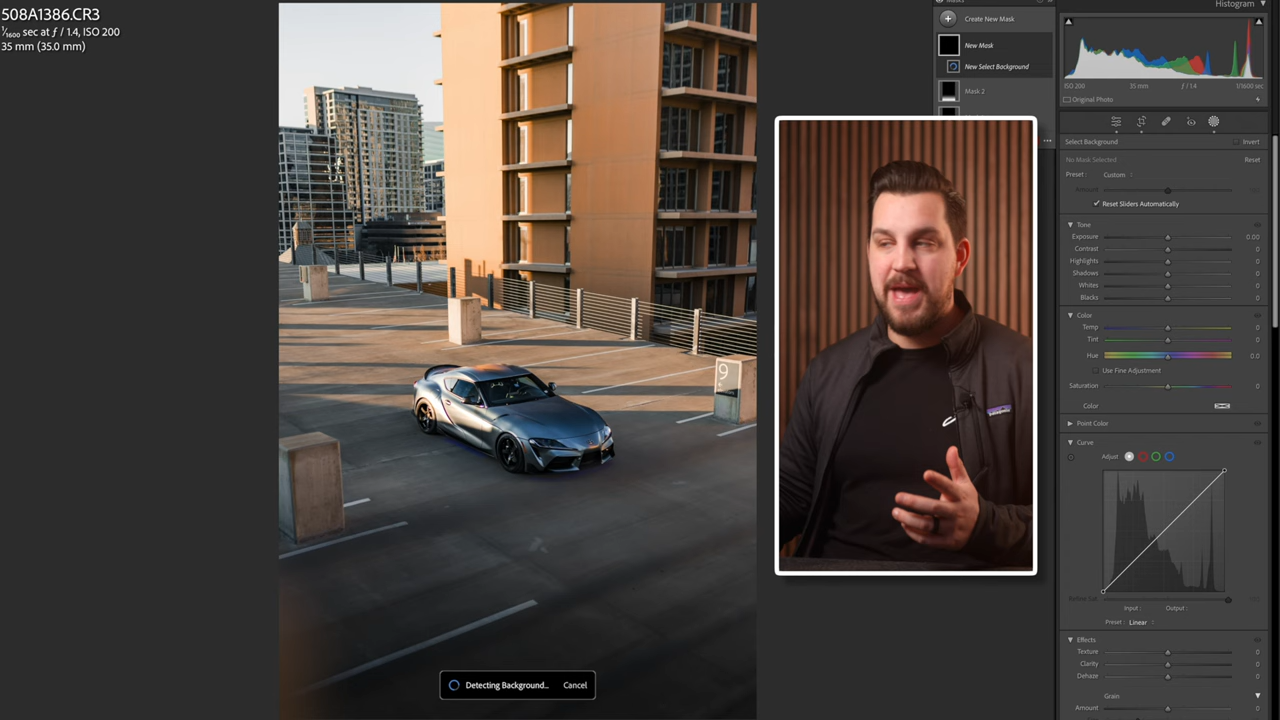 508A1386.CR3
1/1600 sec at ƒ / 1.4, ISO 200
35 mm (35.0 mm)
Masks
Create New Mask
New Mask
New Select Background
Mask 2
Histogram
ISO 200 35 mm ƒ / 1.4 1/1600 sec
Original Photo
Select Background Invert
No Mask Selected Reset
Preset : Custom
Amount
Reset Sliders Automatically
Tone
Exposure 0.00
Contrast 0
Highlights 0
Shadows 0
Whites 0
Blacks 0
Color
Temp 0
Tint 0
Hue 0.0
Use Fine Adjustment
Saturation 0
Color
Point Color
Curve
Adjust
Refine Sat.
Input : Output :
Preset : Linear
Effects
Texture 0
Clarity 0
Dehaze 0
Grain
Amount 0
9
Detecting Background... Cancel